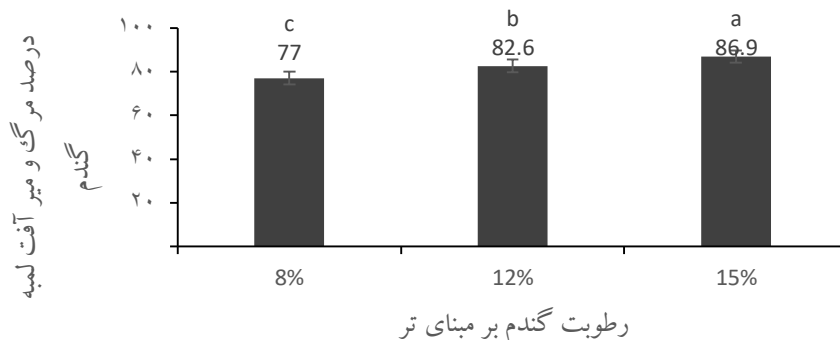 c b a
۱۰۰
77 82.6 86.9
۸۰
۶۰
۴۰
۲۰
درصد مرگ و میر آفت لمبه
گندم
8% 12% 15%
رطوبت گندم بر مبنای تر